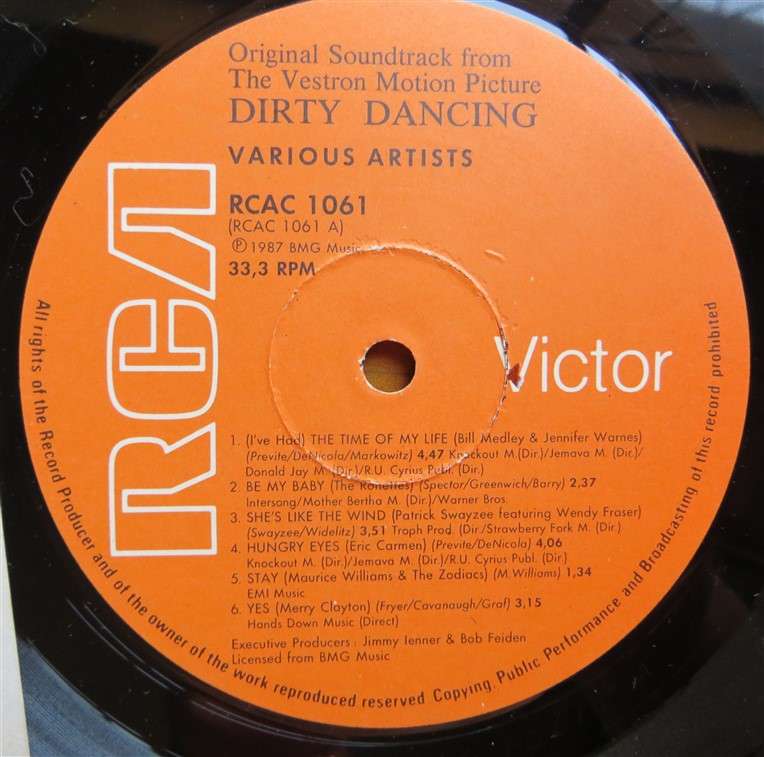 Original Soundtrack from
The Vestron Motion Picture
DIRTY DANCING
VARIOUS ARTISTS
RCAC 1061
(RCAC 1061 A)
℗ 1987 BMG Music
33,3 RPM
RCA
Victor
1. (I've Had) THE TIME OF MY LIFE (Bill Medley & Jennifer Warnes)
(Previte/DeNicola/Markowitz) 4,47 Knockout M.(Dir.)/Jemava M. (Dir.)/
Donald Jay M. (Dir.)/R.U. Cyrius Publ. (Dir.)
2. BE MY BABY (The Ronettes) (Spector/Greenwich/Barry) 2,37
Intersong/Mother Bertha M. (Dir.)/Warner Bros.
3. SHE'S LIKE THE WIND (Patrick Swayzee featuring Wendy Fraser)
(Swayzee/Widelitz) 3,51 Troph Prod. (Dir./Strawberry Fork M. (Dir.)
4. HUNGRY EYES (Eric Carmen) (Previte/DeNicola) 4,06
Knockout M. (Dir.)/Jemava M. (Dir.)/R.U. Cyrius Publ. (Dir.)
5. STAY (Maurice Williams & The Zodiacs) (M.Williams) 1,34
EMI Music
6. YES (Merry Clayton) (Fryer/Cavanaugh/Graf) 3,15
Hands Down Music (Direct)
Executive Producers : Jimmy Ienner & Bob Feiden
Licensed from BMG Music
All rights of the Record Producer and of the owner of the work reproduced reserved Copying, Public Performance and Broadcasting of this record prohibited